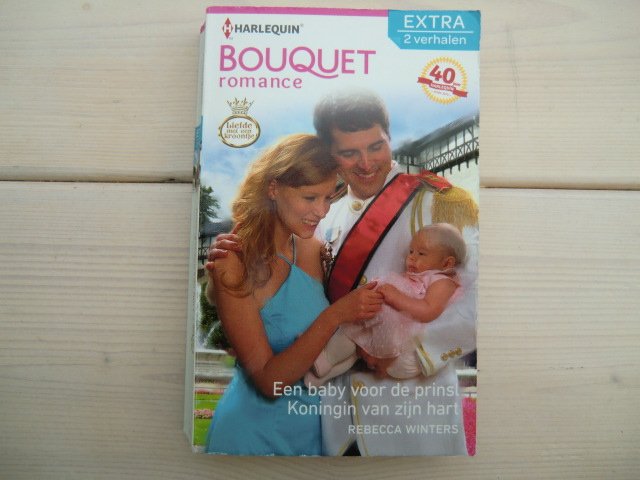 HARLEQUIN®
BOUQUET
romance
EXTRA
2 verhalen
40
Liefde
met een
kroontje
Een baby voor de prins!
Koningin van zijn hart
REBECCA WINTERS